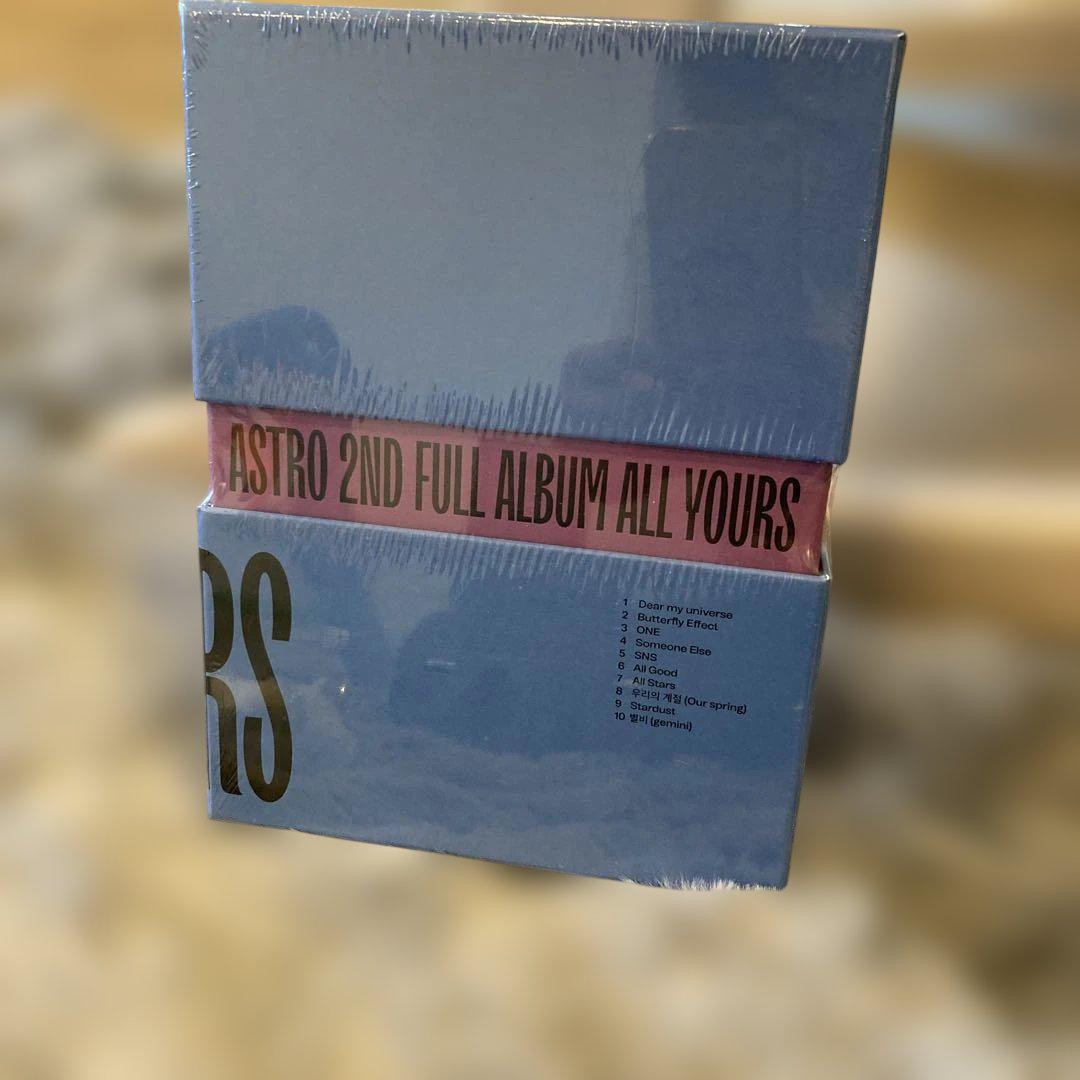 ASTRO 2ND FULL ALBUM ALL YOURS
RS
1 Dear my universe
2 Butterfly Effect
3 ONE
4 Someone Else
5 SNS
6 All Good
7 All Stars
8 우리의 계절 (Our spring)
9 Stardust
10 별비 (gemini)